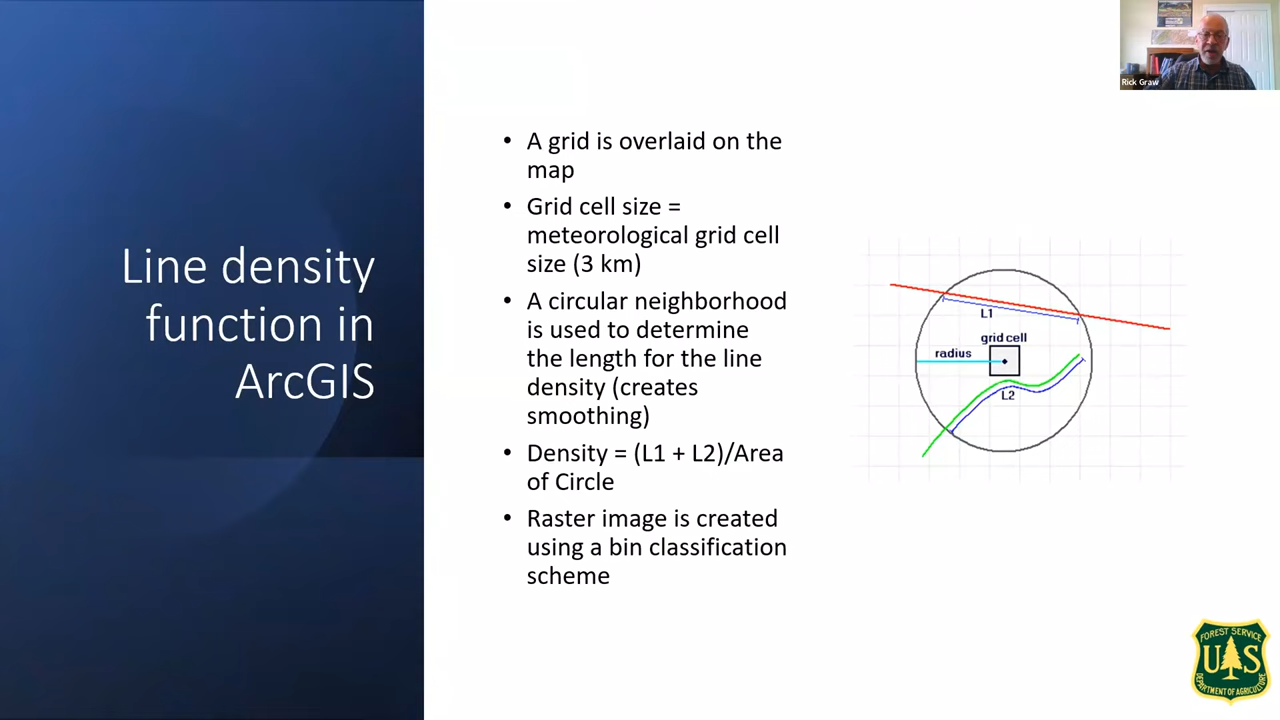 Line density
function in
ArcGIS
• A grid is overlaid on the
map
• Grid cell size =
meteorological grid cell
size (3 km)
• A circular neighborhood
is used to determine
the length for the line
density (creates
smoothing)
• Density = (L1 + L2)/Area
of Circle
• Raster image is created
using a bin classification
scheme
L1
grid cell
radius
L2
Rick Graw
FOREST SERVICE
U S
DEPARTMENT OF AGRICULTURE